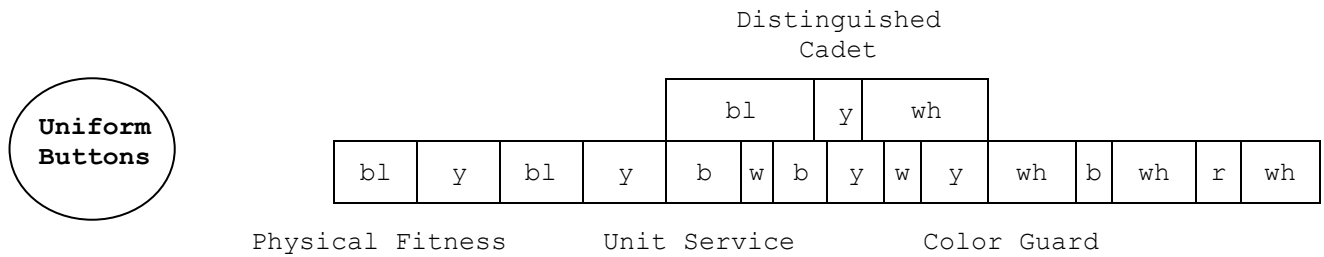 Distinguished
Cadet
bl y wh
Uniform
Buttons
bl y bl y b w b y w y wh b wh r wh
Physical Fitness Unit Service Color Guard